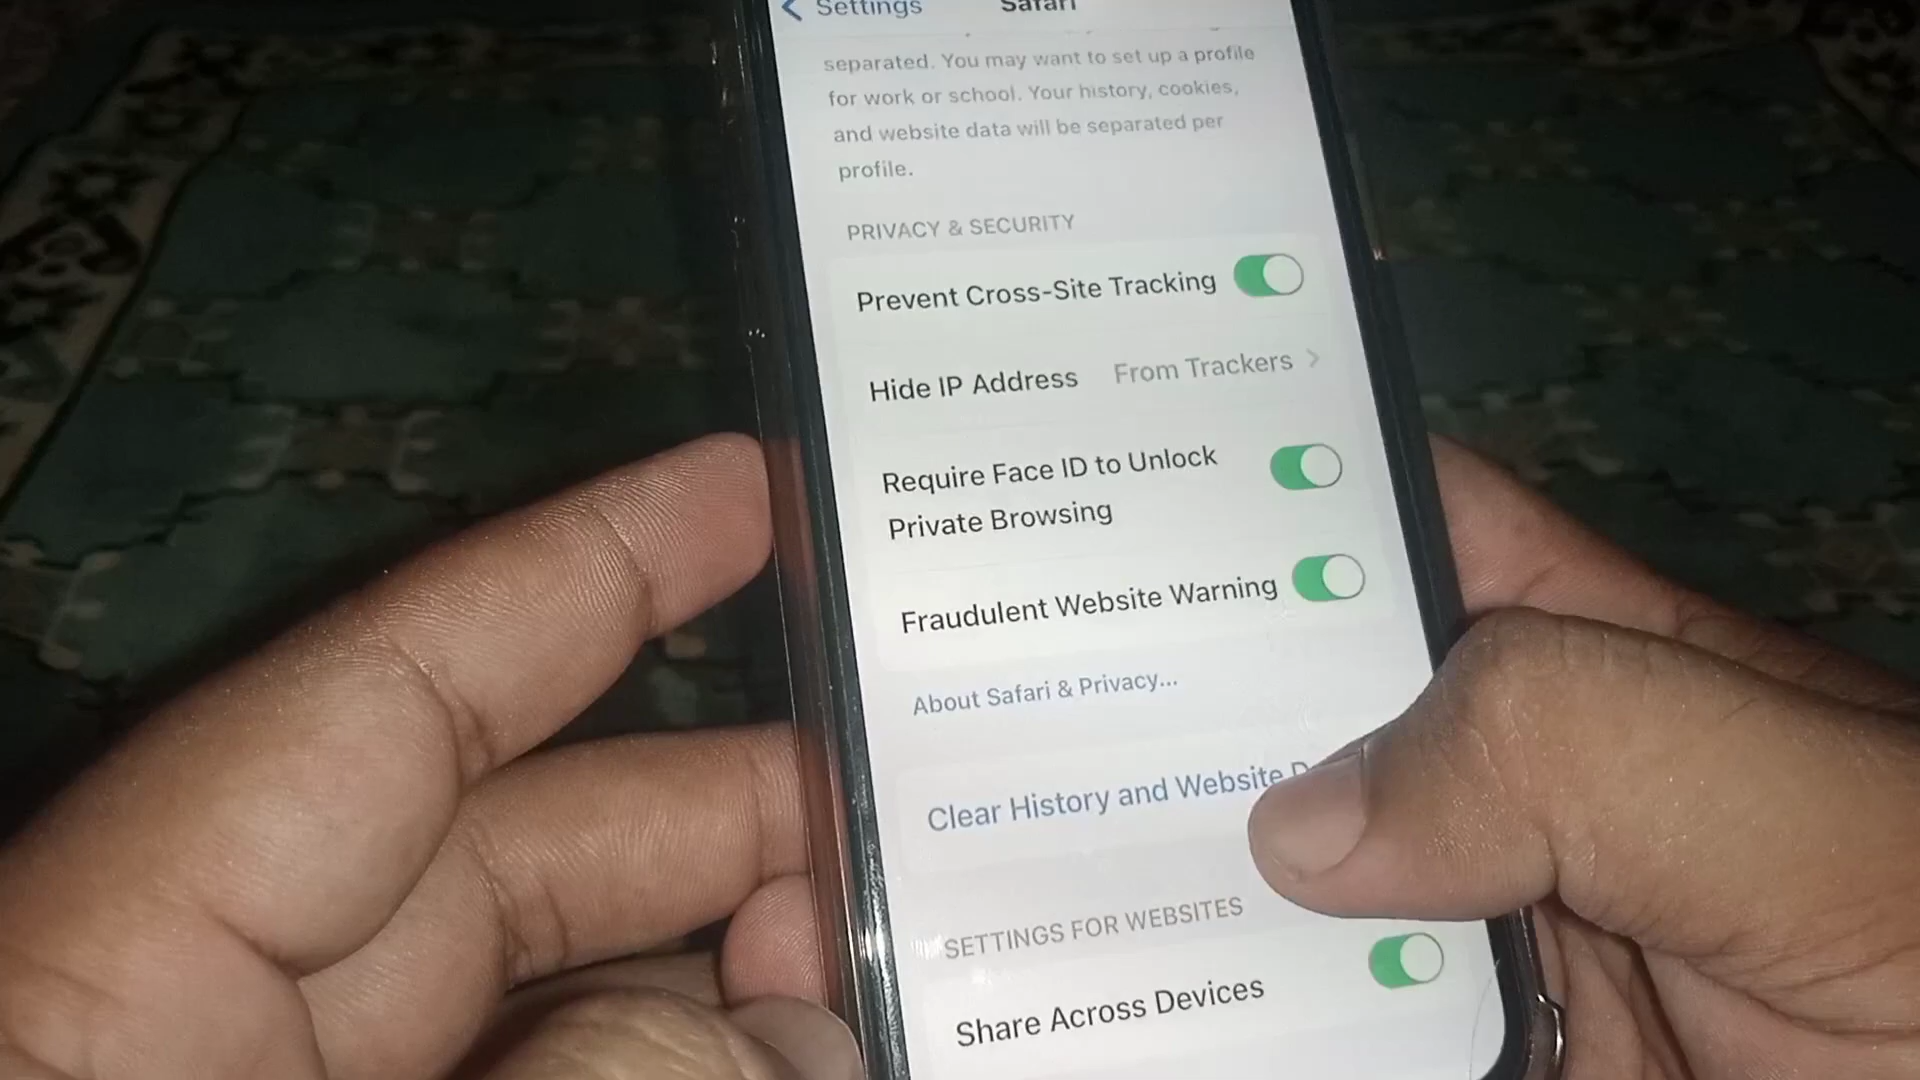 Settings
Safari
separated. You may want to set up a profile
for work or school. Your history, cookies,
and website data will be separated per
profile.
PRIVACY & SECURITY
Prevent Cross-Site Tracking
Hide IP Address From Trackers
Require Face ID to Unlock
Private Browsing
Fraudulent Website Warning
About Safari & Privacy...
Clear History and Website
SETTINGS FOR WEBSITES
Share Across Devices